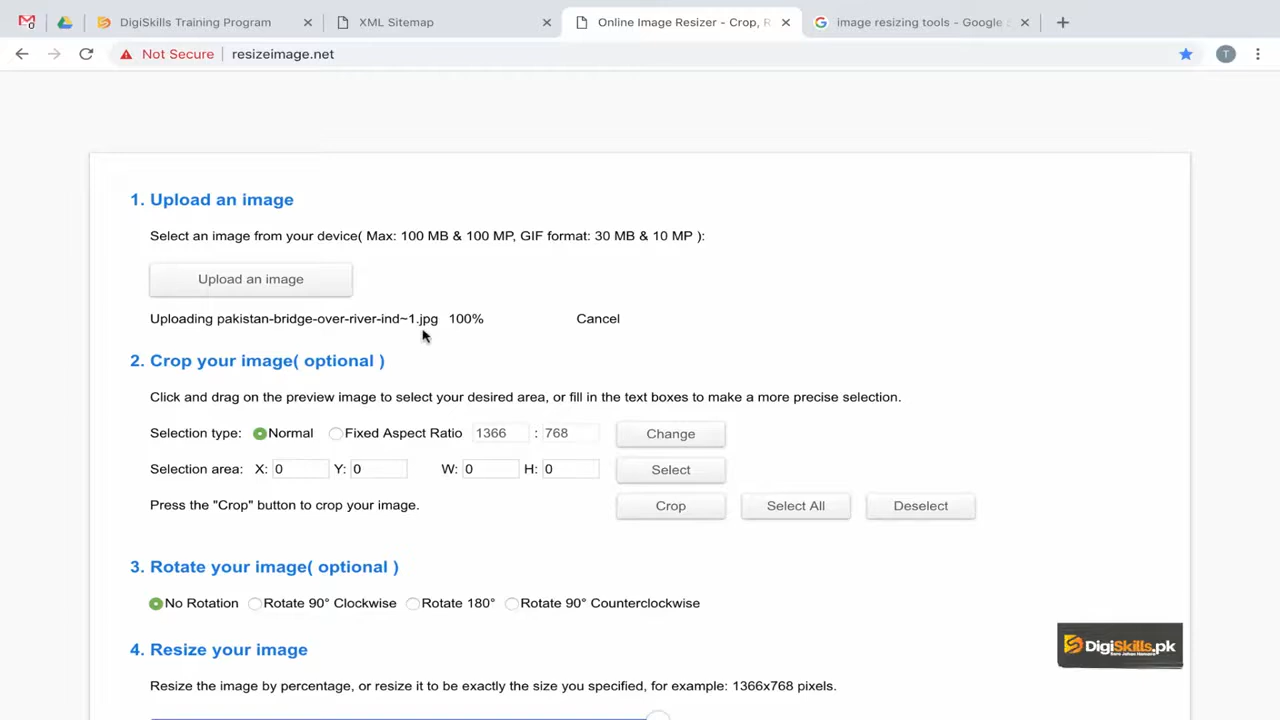 DigiSkills Training Program
XML Sitemap
Online Image Resizer - Crop, R
image resizing tools - Google
Not Secure
resizeimage.net
T
1. Upload an image
Select an image from your device( Max: 100 MB & 100 MP, GIF format: 30 MB & 10 MP ):
Upload an image
Uploading pakistan-bridge-over-river-ind~1.jpg 100% Cancel
2. Crop your image( optional )
Click and drag on the preview image to select your desired area, or fill in the text boxes to make a more precise selection.
Selection type: Normal Fixed Aspect Ratio 1366 : 768 Change
Selection area: X: 0 Y: 0 W: 0 H: 0 Select
Press the "Crop" button to crop your image. Crop Select All Deselect
3. Rotate your image( optional )
No Rotation Rotate 90° Clockwise Rotate 180° Rotate 90° Counterclockwise
4. Resize your image
DigiSkills.pk
Resize the image by percentage, or resize it to be exactly the size you specified, for example: 1366x768 pixels.